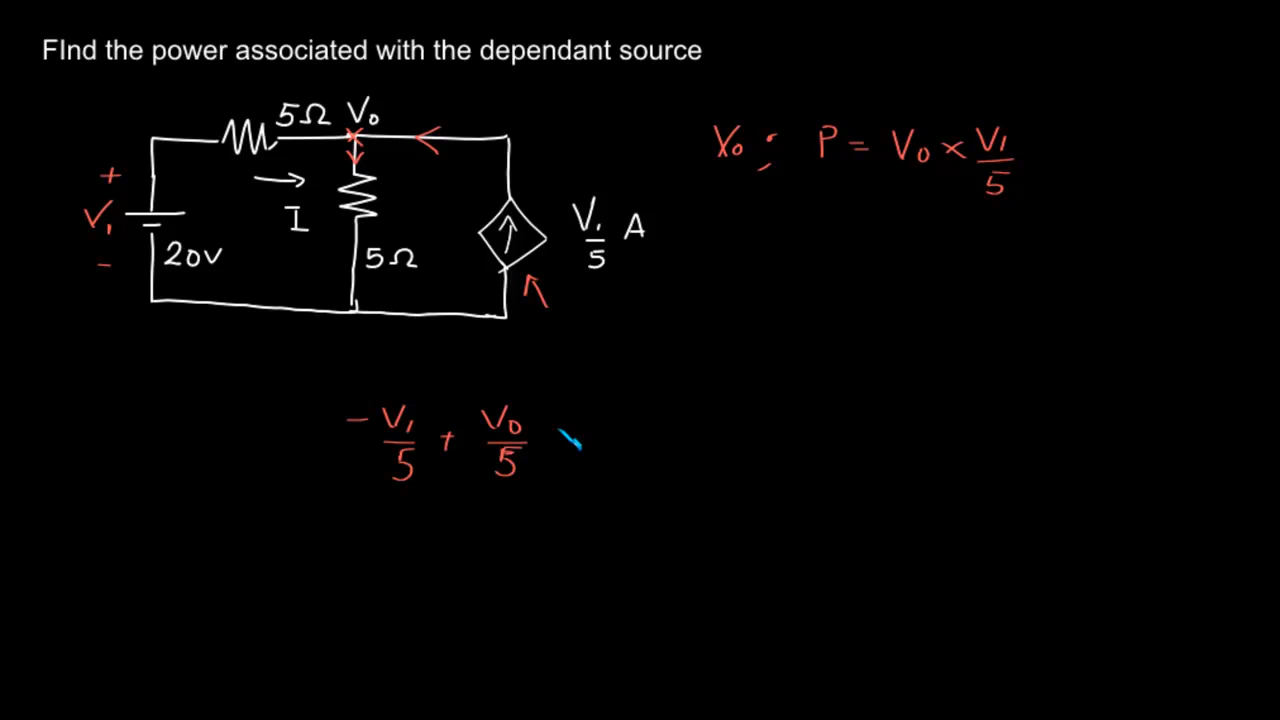 FInd the power associated with the dependant source
5Ω V₀
V₀ : P = V₀ × V₁/5
+
V₁
-
20V
I
5Ω
V₁/5 A
- V₁/5 + V₀/5